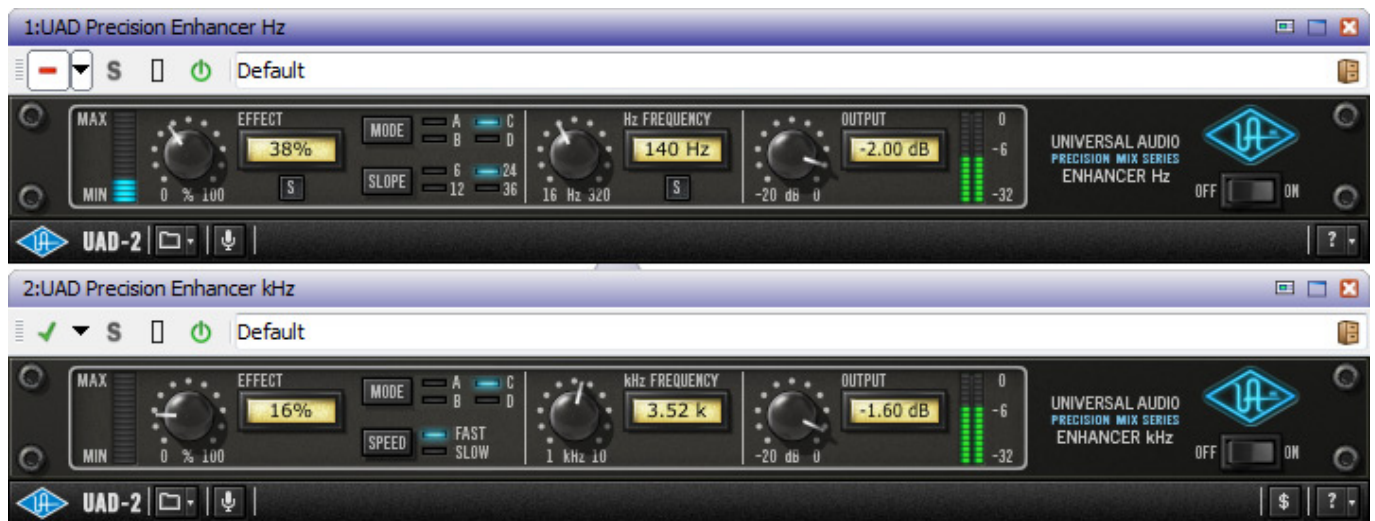 1:UAD Precision Enhancer Hz
S Default
MAX EFFECT MODE A C Hz FREQUENCY OUTPUT 0
38% B D 140 Hz -2.00 dB -6 UNIVERSAL AUDIO
PRECISION MIX SERIES
S SLOPE 6 24 S ENHANCER Hz
MIN 0 % 100 12 36 16 Hz 320 -20 dB 0 -32 OFF ON
UAD-2 ?
2:UAD Precision Enhancer kHz
S Default
MAX EFFECT MODE A C kHz FREQUENCY OUTPUT 0
16% B D 3.52 k -1.60 dB -6 UNIVERSAL AUDIO
PRECISION MIX SERIES
SPEED FAST ENHANCER kHz
MIN 0 % 100 SLOW 1 kHz 10 -20 dB 0 -32 OFF ON
UAD-2 $ ?